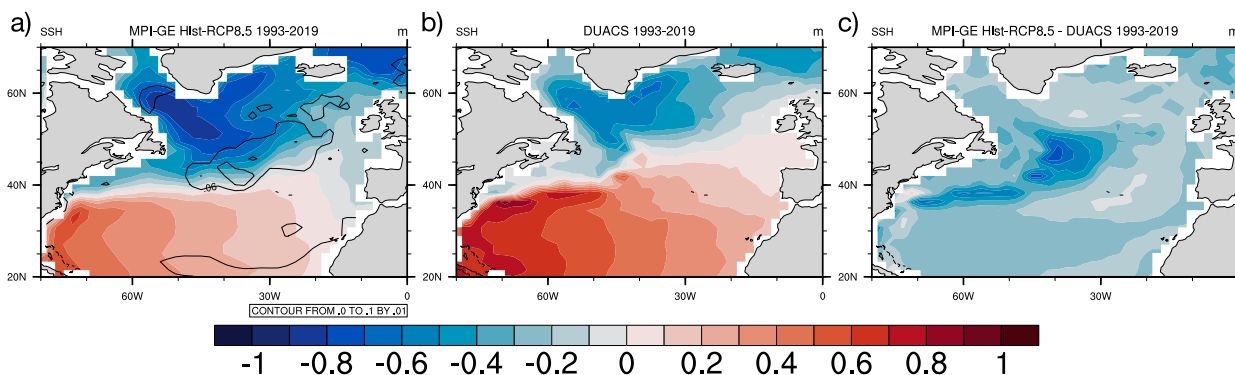 a) SSH MPI-GE HIst-RCP8.5 1993-2019 m
b) SSH DUACS 1993-2019 m
c) SSH MPI-GE HIst-RCP8.5 - DUACS 1993-2019 m
60N
40N
20N
.06
60W 30W 0
CONTOUR FROM .0 TO .1 BY .01
60N
40N
20N
60W 30W 0
60N
40N
20N
60W 30W
-1 -0.8 -0.6 -0.4 -0.2 0 0.2 0.4 0.6 0.8 1